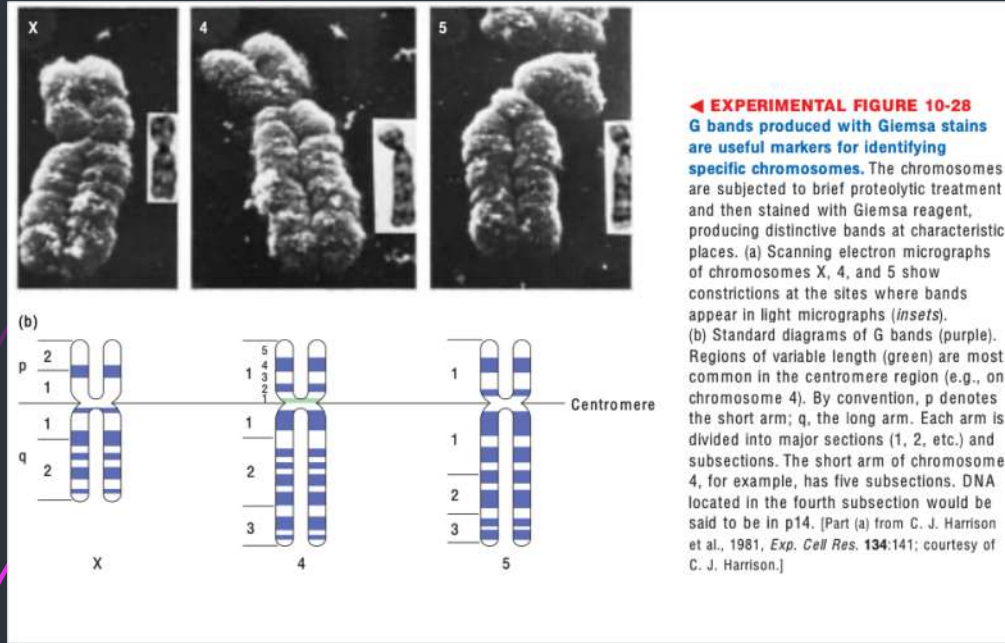 X
4
5
◀ EXPERIMENTAL FIGURE 10-28
G bands produced with Giemsa stains
are useful markers for identifying
specific chromosomes. The chromosomes
are subjected to brief proteolytic treatment
and then stained with Giemsa reagent,
producing distinctive bands at characteristic
places. (a) Scanning electron micrographs
of chromosomes X, 4, and 5 show
constrictions at the sites where bands
appear in light micrographs (insets).
(b) Standard diagrams of G bands (purple).
Regions of variable length (green) are most
common in the centromere region (e.g., on
chromosome 4). By convention, p denotes
the short arm; q, the long arm. Each arm is
divided into major sections (1, 2, etc.) and
subsections. The short arm of chromosome
4, for example, has five subsections. DNA
located in the fourth subsection would be
said to be in p14. [Part (a) from C. J. Harrison
et al., 1981, Exp. Cell Res. 134:141; courtesy of
C. J. Harrison.]
(b)
p
2
1
q
1
2
X
1
5
4
3
2
1
1
2
3
4
1
1
2
3
5
Centromere